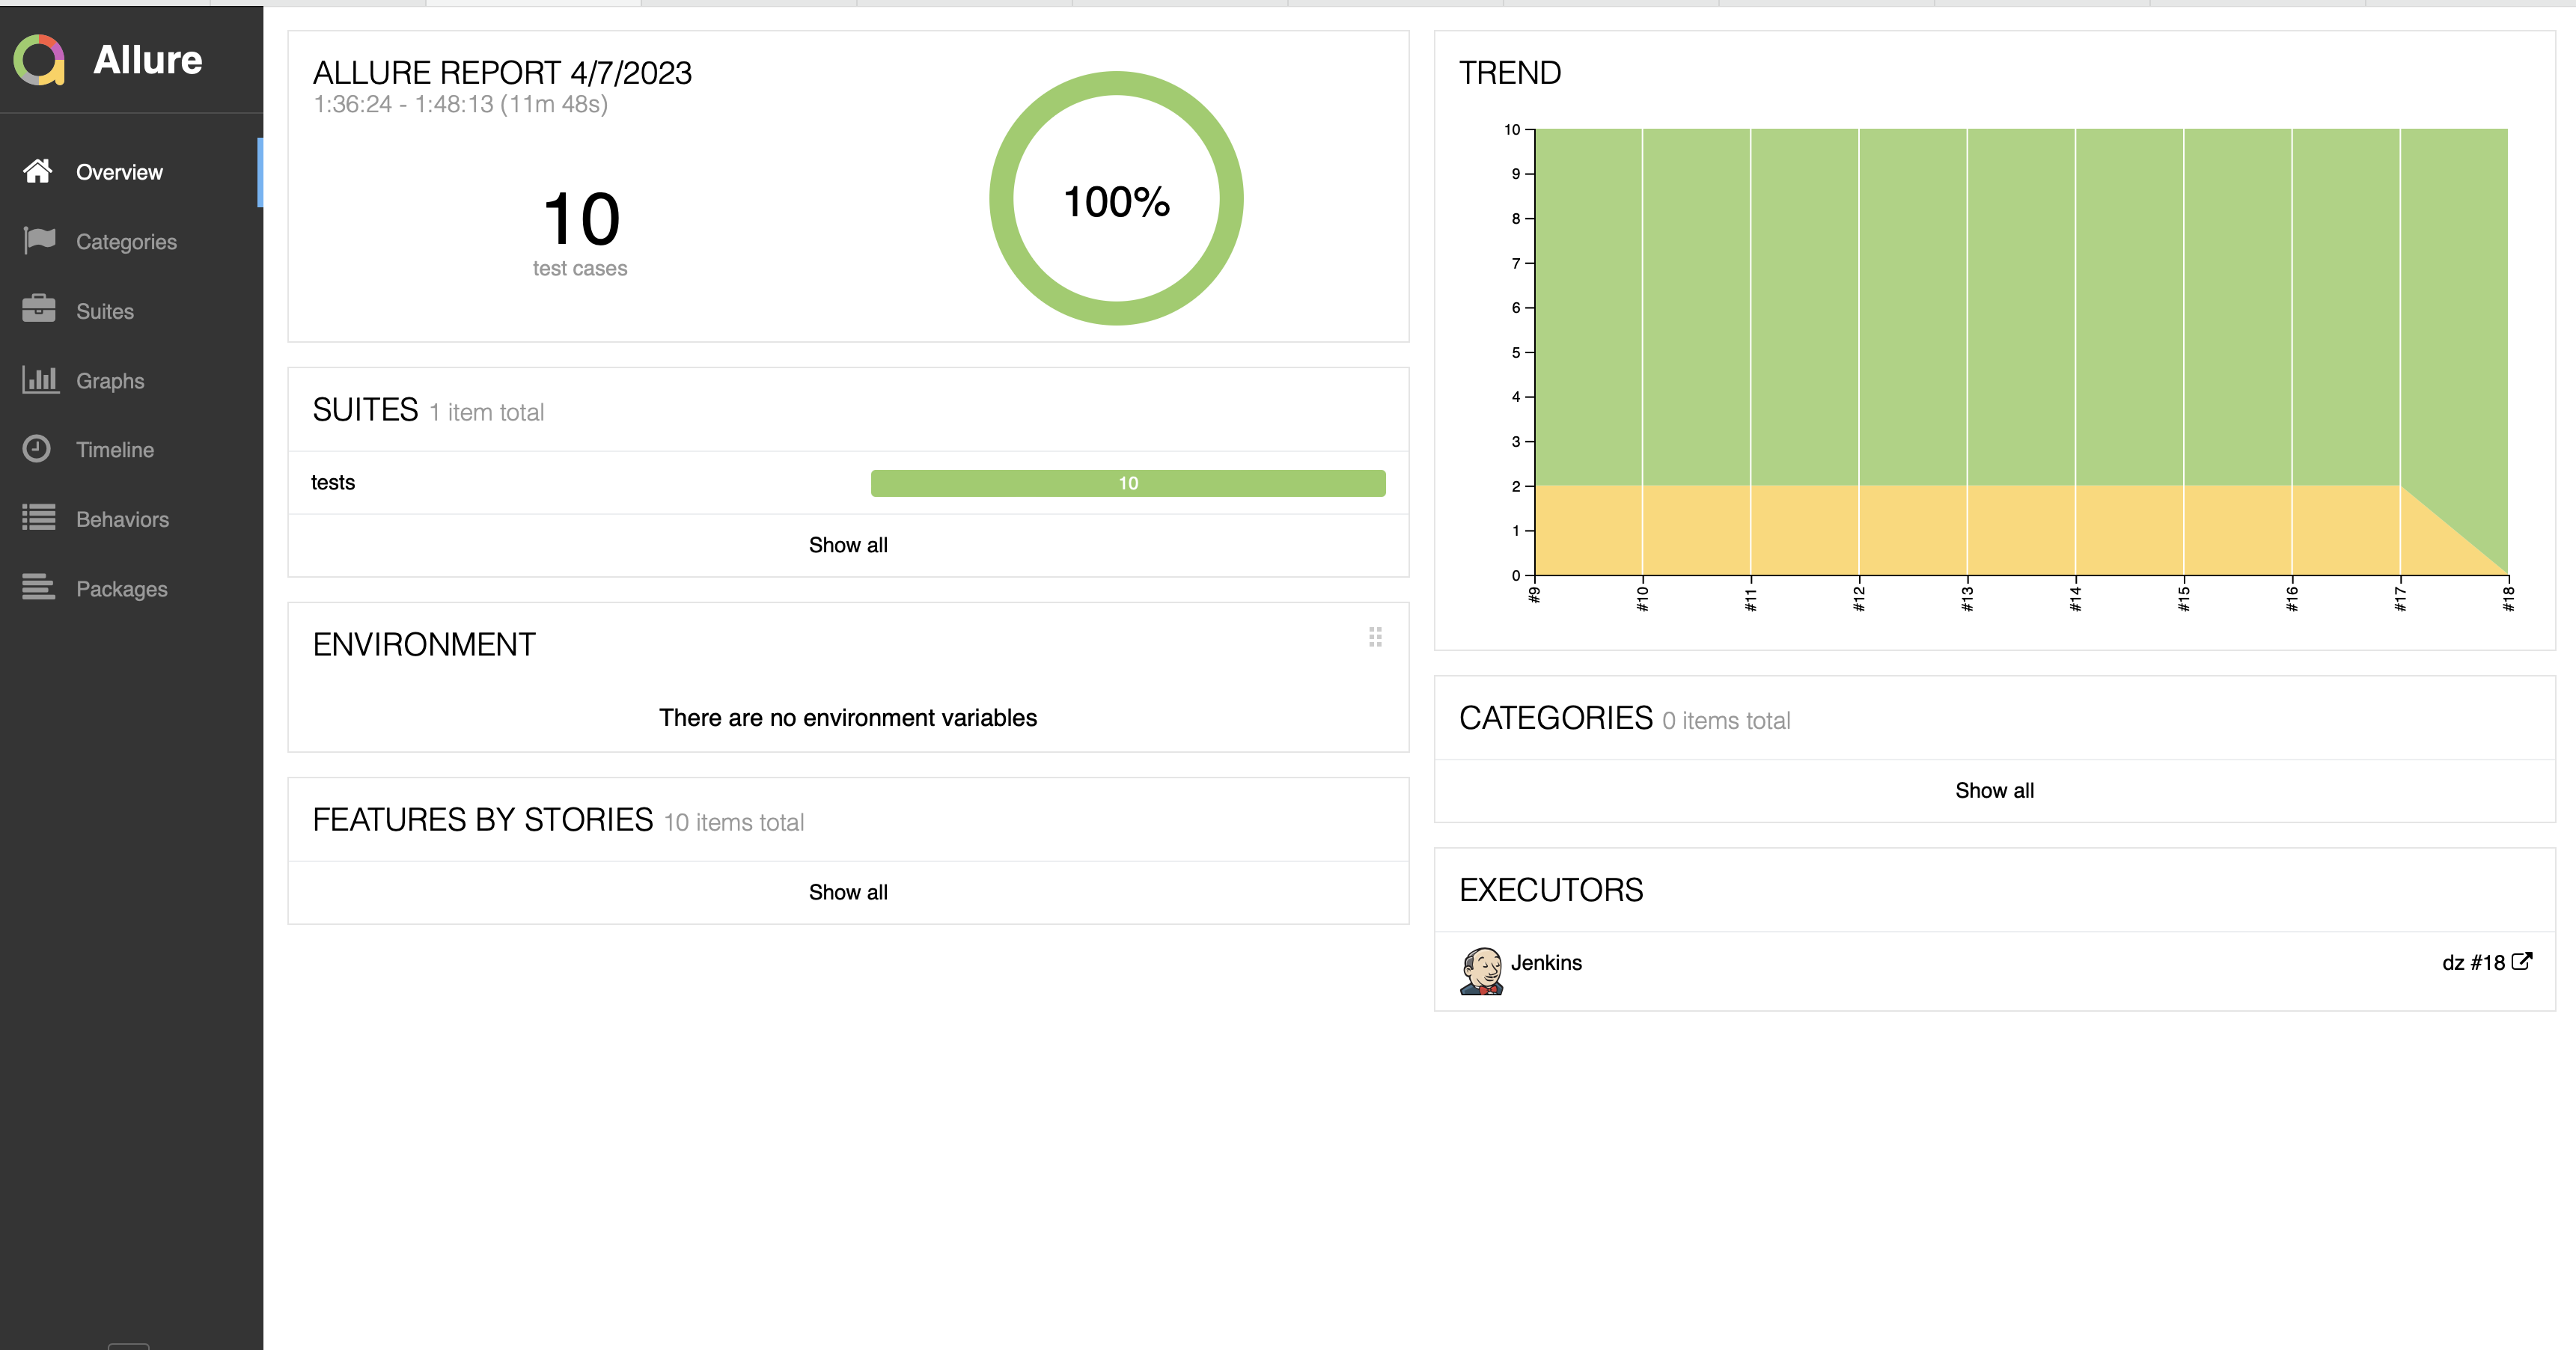 Allure
Overview
Categories
Suites
Graphs
Timeline
Behaviors
Packages
ALLURE REPORT 4/7/2023
1:36:24 - 1:48:13 (11m 48s)
10
test cases
100%
SUITES 1 item total
tests 10
Show all
ENVIRONMENT
There are no environment variables
FEATURES BY STORIES 10 items total
Show all
TREND
10
9
8
7
6
5
4
3
2
1
0
#9 #10 #11 #12 #13 #14 #15 #16 #17 #18
CATEGORIES 0 items total
Show all
EXECUTORS
Jenkins dz #18